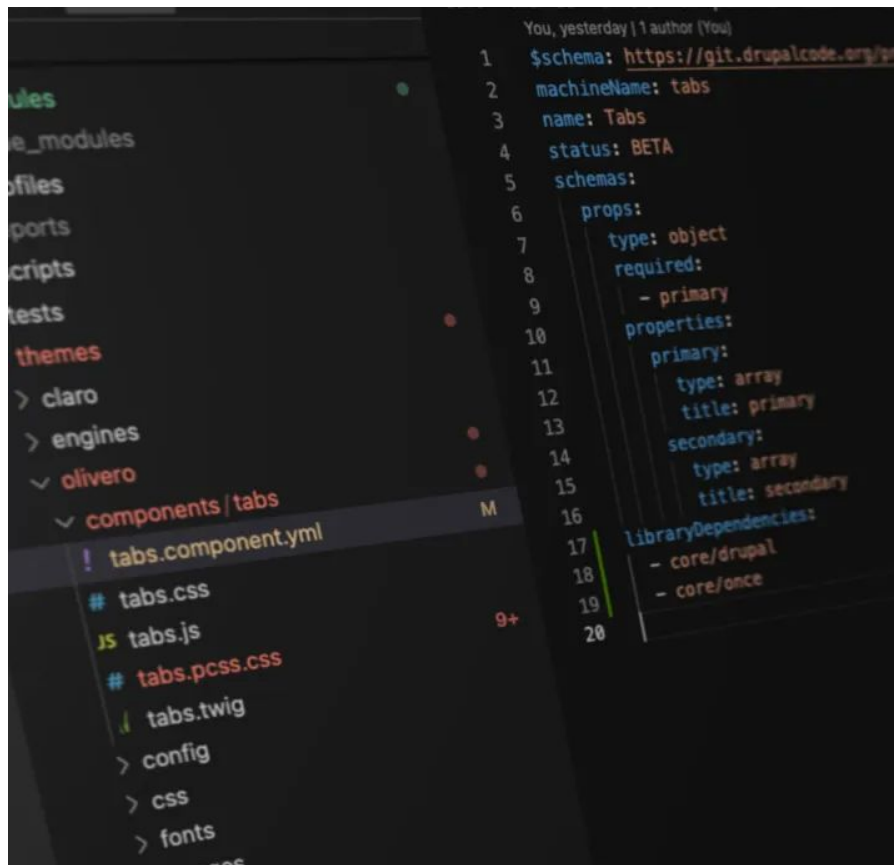 ules
e_modules
ofiles
ports
scripts
tests
themes
claro
engines
olivero
components/tabs
! tabs.component.yml M
# tabs.css
JS tabs.js
# tabs.pcss.css 9+
tabs.twig
config
css
fonts
You, yesterday | 1 author (You)
1 $schema: https://git.drupalcode.org/p
2 machineName: tabs
3 name: Tabs
4 status: BETA
5 schemas:
6 props:
7 type: object
8 required:
9 - primary
10 properties:
11 primary:
12 type: array
13 title: primary
14 secondary:
15 type: array
16 title: secondary
17 libraryDependencies:
18 - core/drupal
19 - core/once
20